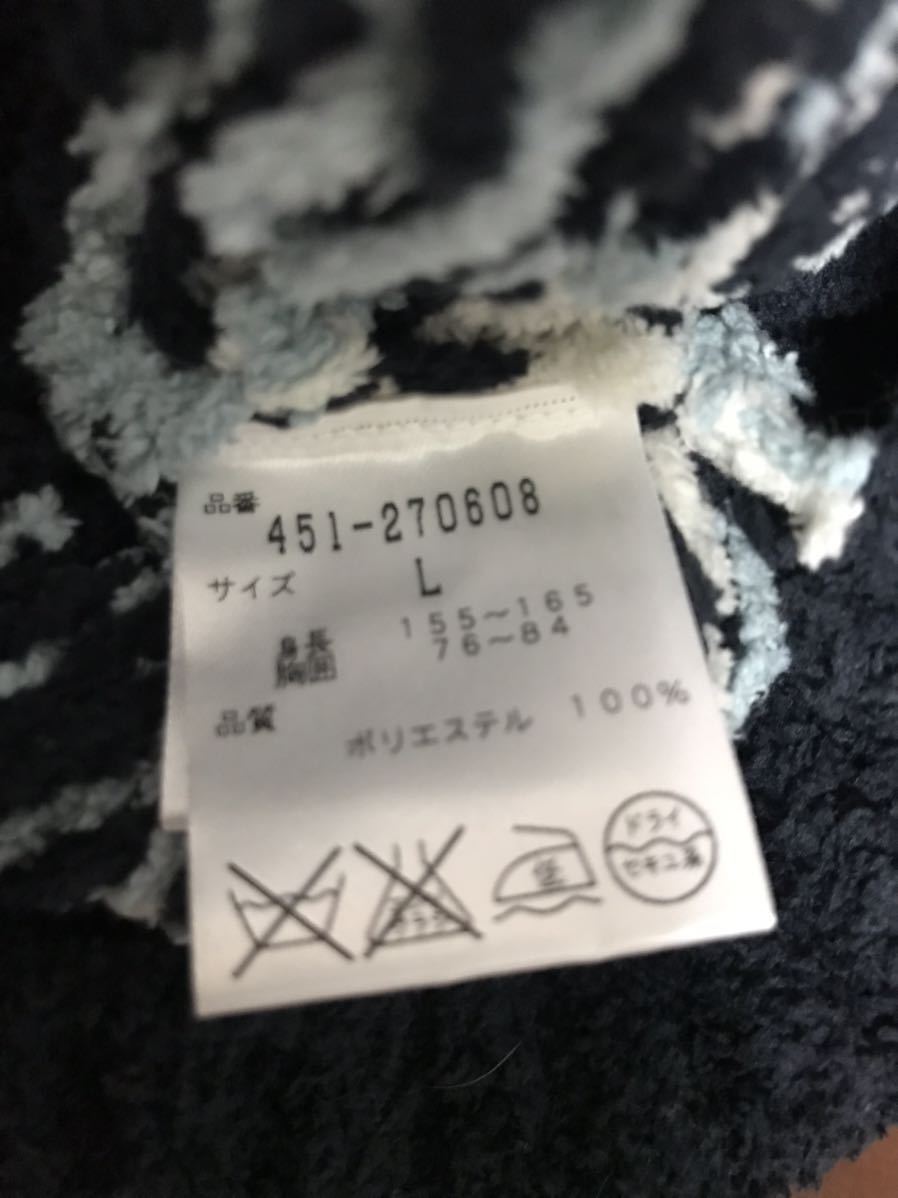 品番
451-270608
サイズ L
身長 155～165
胸囲 76～84
品質
ポリエステル 100%
低
ドライ
セキユ系